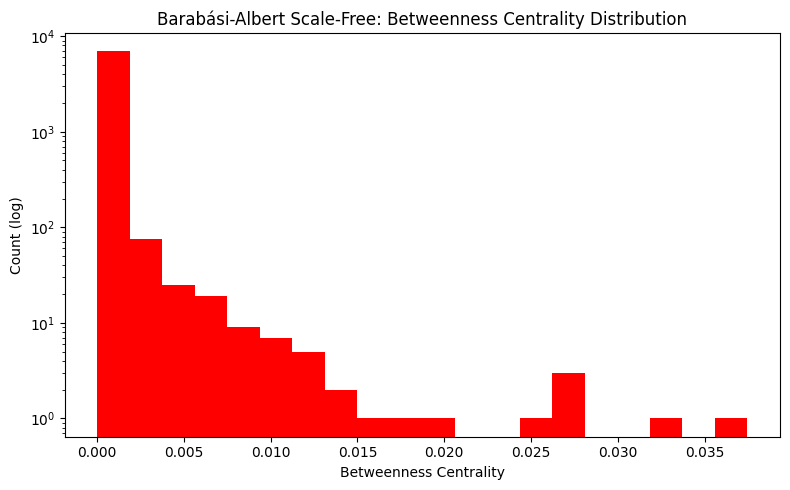 Barabási-Albert Scale-Free: Betweenness Centrality Distribution
Count (log)
10⁴
10³
10²
10¹
10⁰
0.000 0.005 0.010 0.015 0.020 0.025 0.030 0.035
Betweenness Centrality